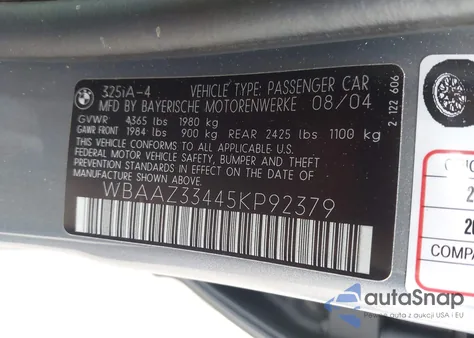 325iA-4 VEHICLE TYPE: PASSENGER CAR
MFD BY BAYERISCHE MOTORENWERKE 08/04
GVWR 4365 lbs 1980 kg
GAWR FRONT 1984 lbs 900 kg REAR 2425 lbs 1100 kg
THIS VEHICLE CONFORMS TO ALL APPLICABLE U.S.
FEDERAL MOTOR VEHICLE SAFETY, BUMPER AND THEFT
PREVENTION STANDARDS IN EFFECT ON THE DATE OF
MANUFACTURE SHOWN ABOVE.
WBAAZ33445KP92379
2 122 606
2
20
COMPA
autoSnap